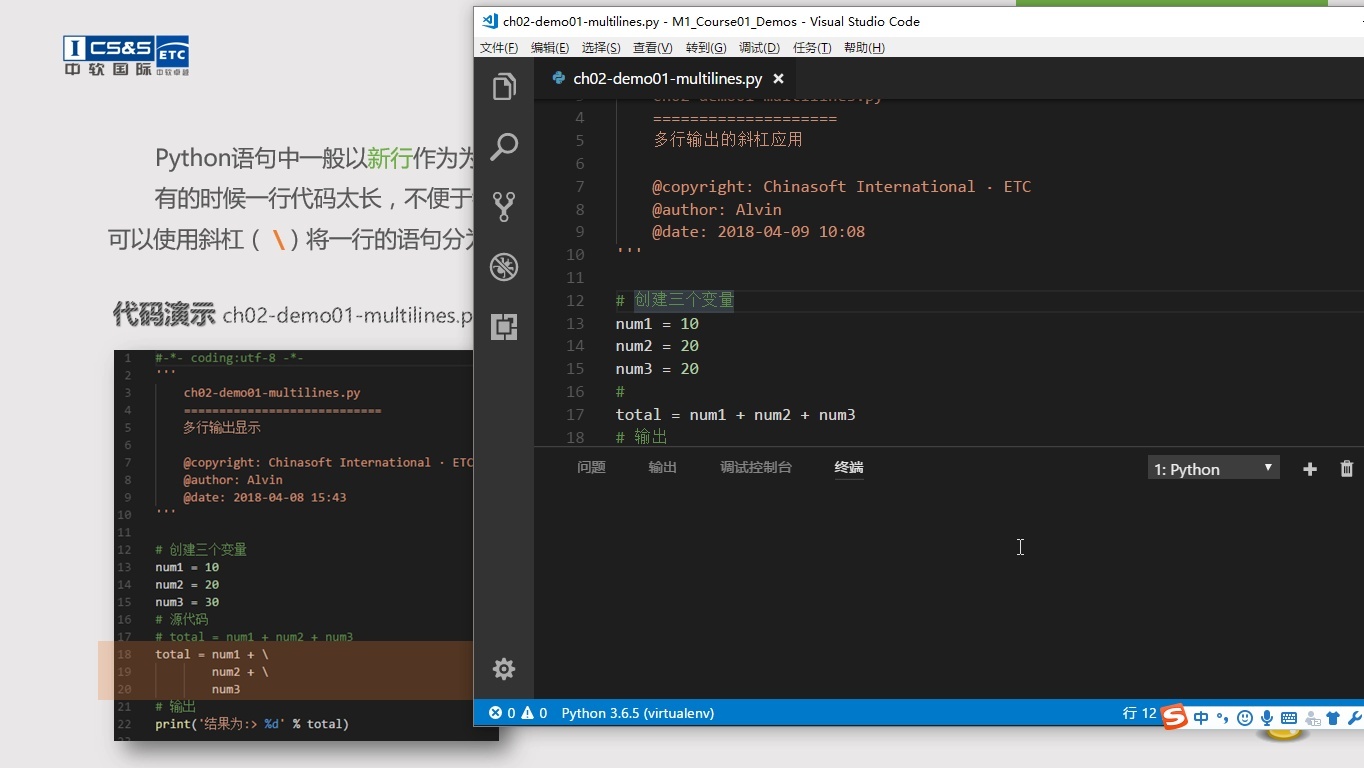 I CS&S ETC
中软国际 中软卓越
Python语句中一般以新行作为为
有的时候一行代码太长，不便于
可以使用斜杠（ \ ）将一行的语句分为
代码演示 ch02-demo01-multilines.p
1 #-*- coding:utf-8 -*-
2 '''
3 ch02-demo01-multilines.py
4 ============================
5 多行输出显示
6
7 @copyright: Chinasoft International · ETC
8 @author: Alvin
9 @date: 2018-04-08 15:43
10 '''
11
12 # 创建三个变量
13 num1 = 10
14 num2 = 20
15 num3 = 30
16 # 源代码
17 # total = num1 + num2 + num3
18 total = num1 + \
19 num2 + \
20 num3
21 # 输出
22 print('结果为:> %d' % total)
ch02-demo01-multilines.py - M1_Course01_Demos - Visual Studio Code
文件(F) 编辑(E) 选择(S) 查看(V) 转到(G) 调试(D) 任务(T) 帮助(H)
ch02-demo01-multilines.py ×
3 ch02-demo01-multilines.py
4 ====================
5 多行输出的斜杠应用
6
7 @copyright: Chinasoft International · ETC
8 @author: Alvin
9 @date: 2018-04-09 10:08
10 '''
11
12 # 创建三个变量
13 num1 = 10
14 num2 = 20
15 num3 = 20
16 #
17 total = num1 + num2 + num3
18 # 输出
问题 输出 调试控制台 终端 1: Python
0 0 Python 3.6.5 (virtualenv) 行 12
中